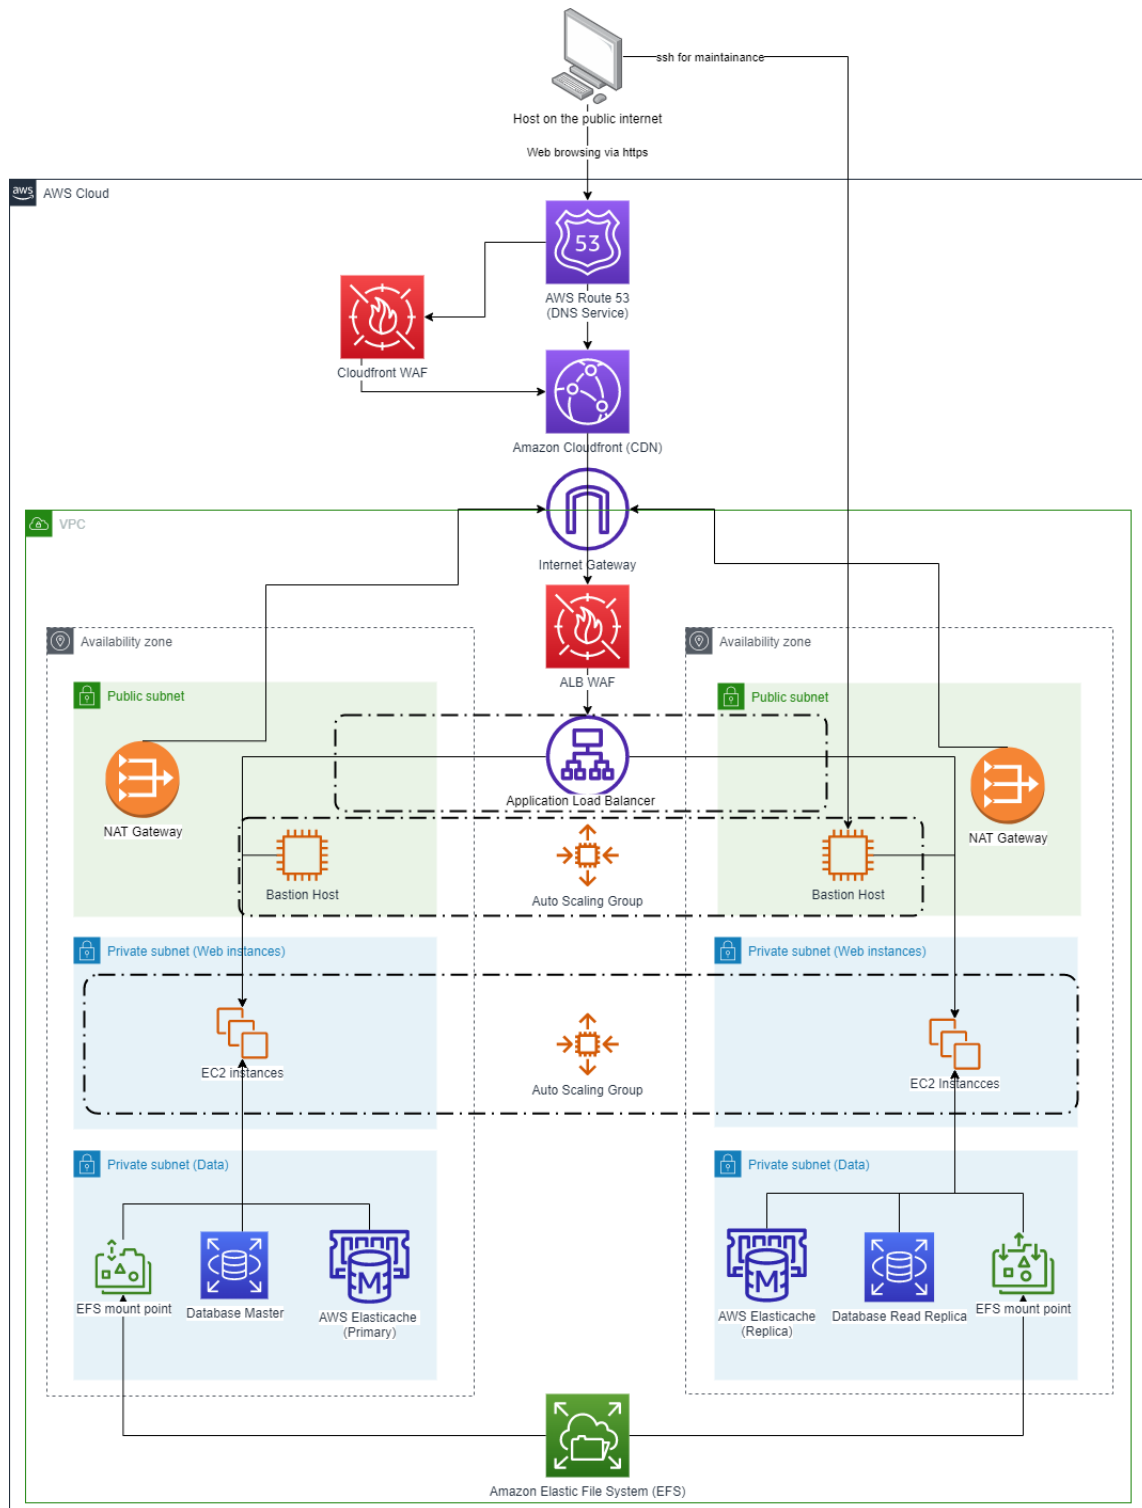 ssh for maintainance
Host on the public internet
Web browsing via https
aws
AWS Cloud
53
AWS Route 53
(DNS Service)
Cloudfront WAF
Amazon Cloudfront (CDN)
VPC
Internet Gateway
Availability zone
Availability zone
ALB WAF
Public subnet
Public subnet
Application Load Balancer
NAT Gateway
NAT Gateway
Bastion Host
Auto Scaling Group
Bastion Host
Private subnet (Web instances)
Private subnet (Web instances)
EC2 instances
Auto Scaling Group
EC2 Instancces
Private subnet (Data)
Private subnet (Data)
M
M
EFS mount point
Database Master
AWS Elasticache
(Primary)
AWS Elasticache
(Replica)
Database Read Replica
EFS mount point
Amazon Elastic File System (EFS)